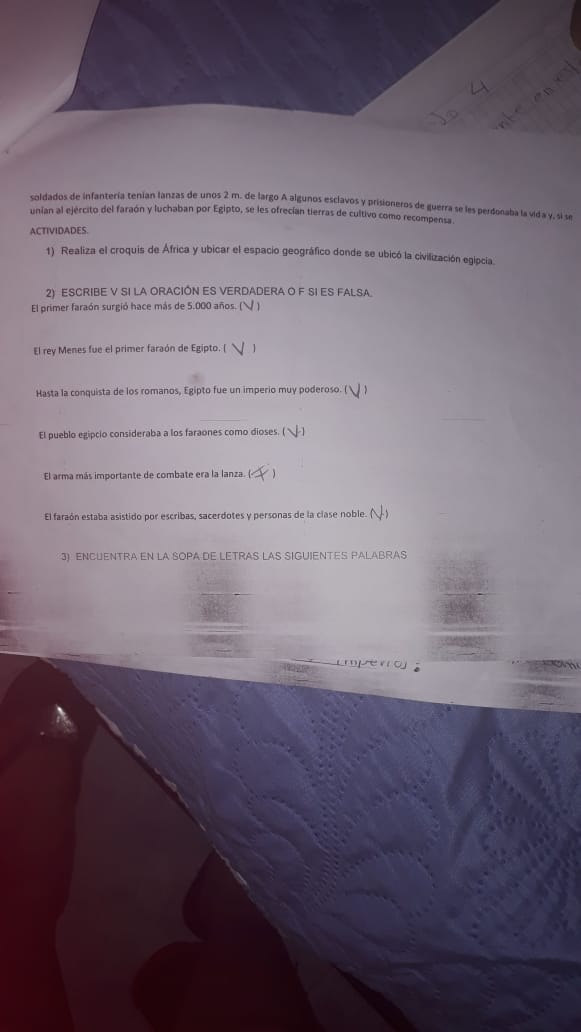 No 4
soldados de infantería tenían lanzas de unos 2 m. de largo A algunos esclavos y prisioneros de guerra se les perdonaba la vida y, si se
unían al ejército del faraón y luchaban por Egipto, se les ofrecían tierras de cultivo como recompensa.
ACTIVIDADES.
1) Realiza el croquis de África y ubicar el espacio geográfico donde se ubicó la civilización egipcia.
2) ESCRIBE V SI LA ORACIÓN ES VERDADERA O F SI ES FALSA.
El primer faraón surgió hace más de 5.000 años. (V)
El rey Menes fue el primer faraón de Egipto. ( V )
Hasta la conquista de los romanos, Egipto fue un imperio muy poderoso. (V )
El pueblo egipcio consideraba a los faraones como dioses. (V)
El arma más importante de combate era la lanza. (F )
El faraón estaba asistido por escribas, sacerdotes y personas de la clase noble. (V)
3) ENCUENTRA EN LA SOPA DE LETRAS LAS SIGUIENTES PALABRAS
imperios: